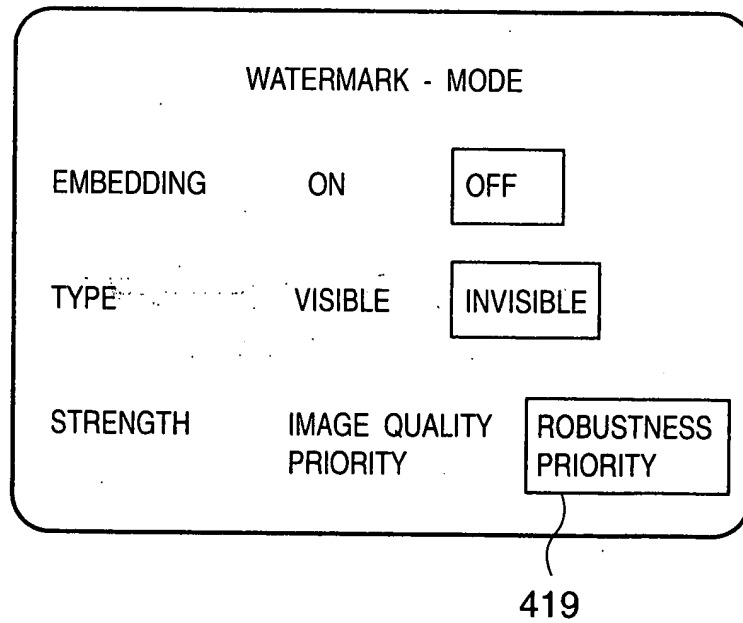 WATERMARK - MODE
EMBEDDING ON OFF
TYPE VISIBLE INVISIBLE
STRENGTH IMAGE QUALITY PRIORITY ROBUSTNESS PRIORITY
419